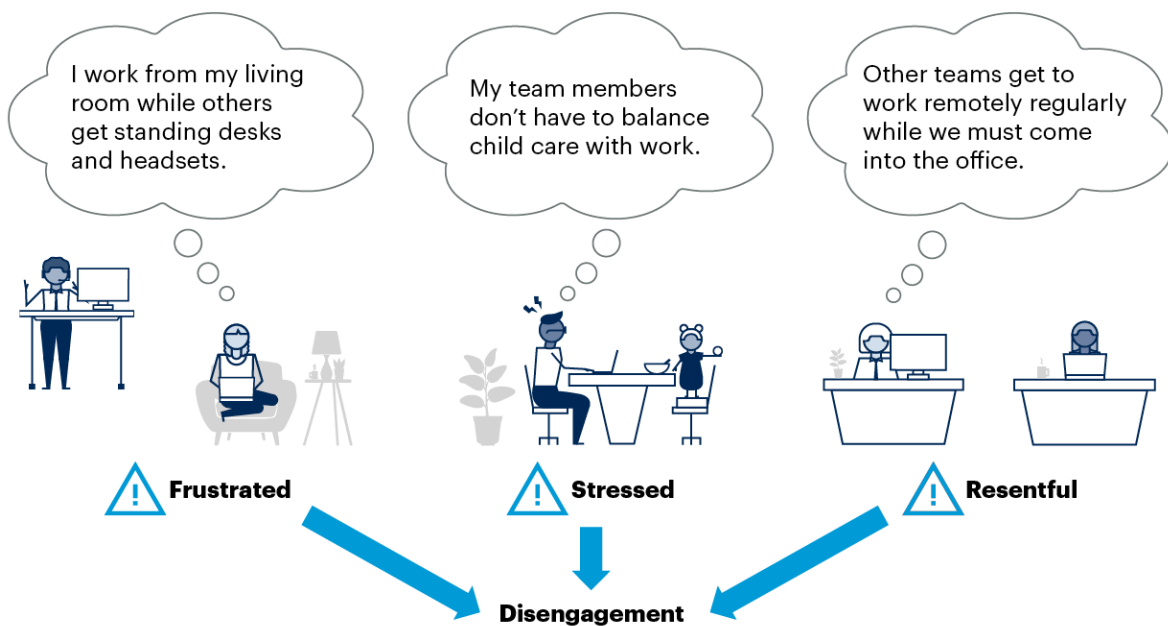 I work from my living
room while others
get standing desks
and headsets.
My team members
don’t have to balance
child care with work.
Other teams get to
work remotely regularly
while we must come
into the office.
! Frustrated
! Stressed
! Resentful
Disengagement